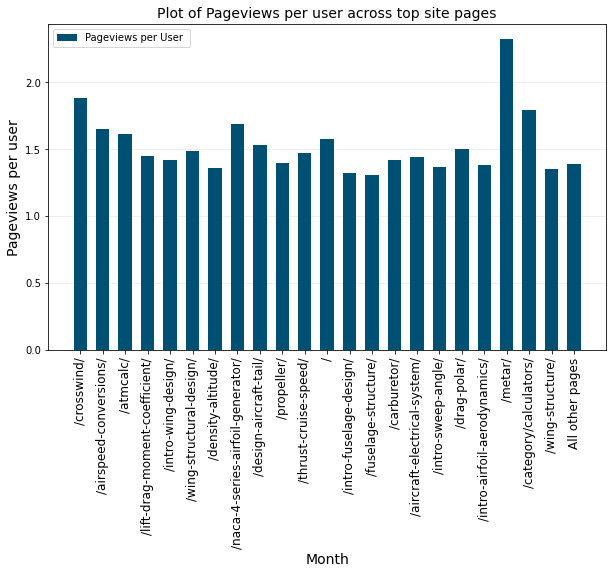 Plot of Pageviews per user across top site pages
Pageviews per User
Pageviews per user
2.0
1.5
1.0
0.5
0.0
/crosswind/
/airspeed-conversions/
/atmcalc/
/lift-drag-moment-coefficient/
/intro-wing-design/
/wing-structural-design/
/density-altitude/
/naca-4-series-airfoil-generator/
/design-aircraft-tail/
/propeller/
/thrust-cruise-speed/
/
/intro-fuselage-design/
/fuselage-structure/
/carburetor/
/aircraft-electrical-system/
/intro-sweep-angle/
/drag-polar/
/intro-airfoil-aerodynamics/
/metar/
/category/calculators/
/wing-structure/
All other pages
Month